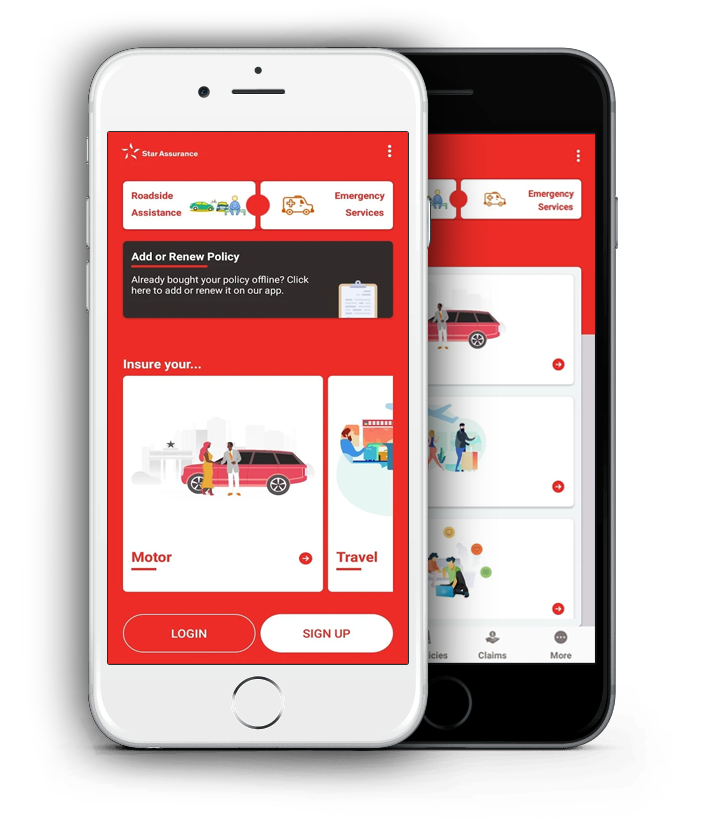 Star Assurance
Roadside
Assistance
Emergency
Services
Add or Renew Policy
Already bought your policy offline? Click
here to add or renew it on our app.
Insure your...
Motor
Travel
LOGIN
SIGN UP
Emergency
Services
Claims
More